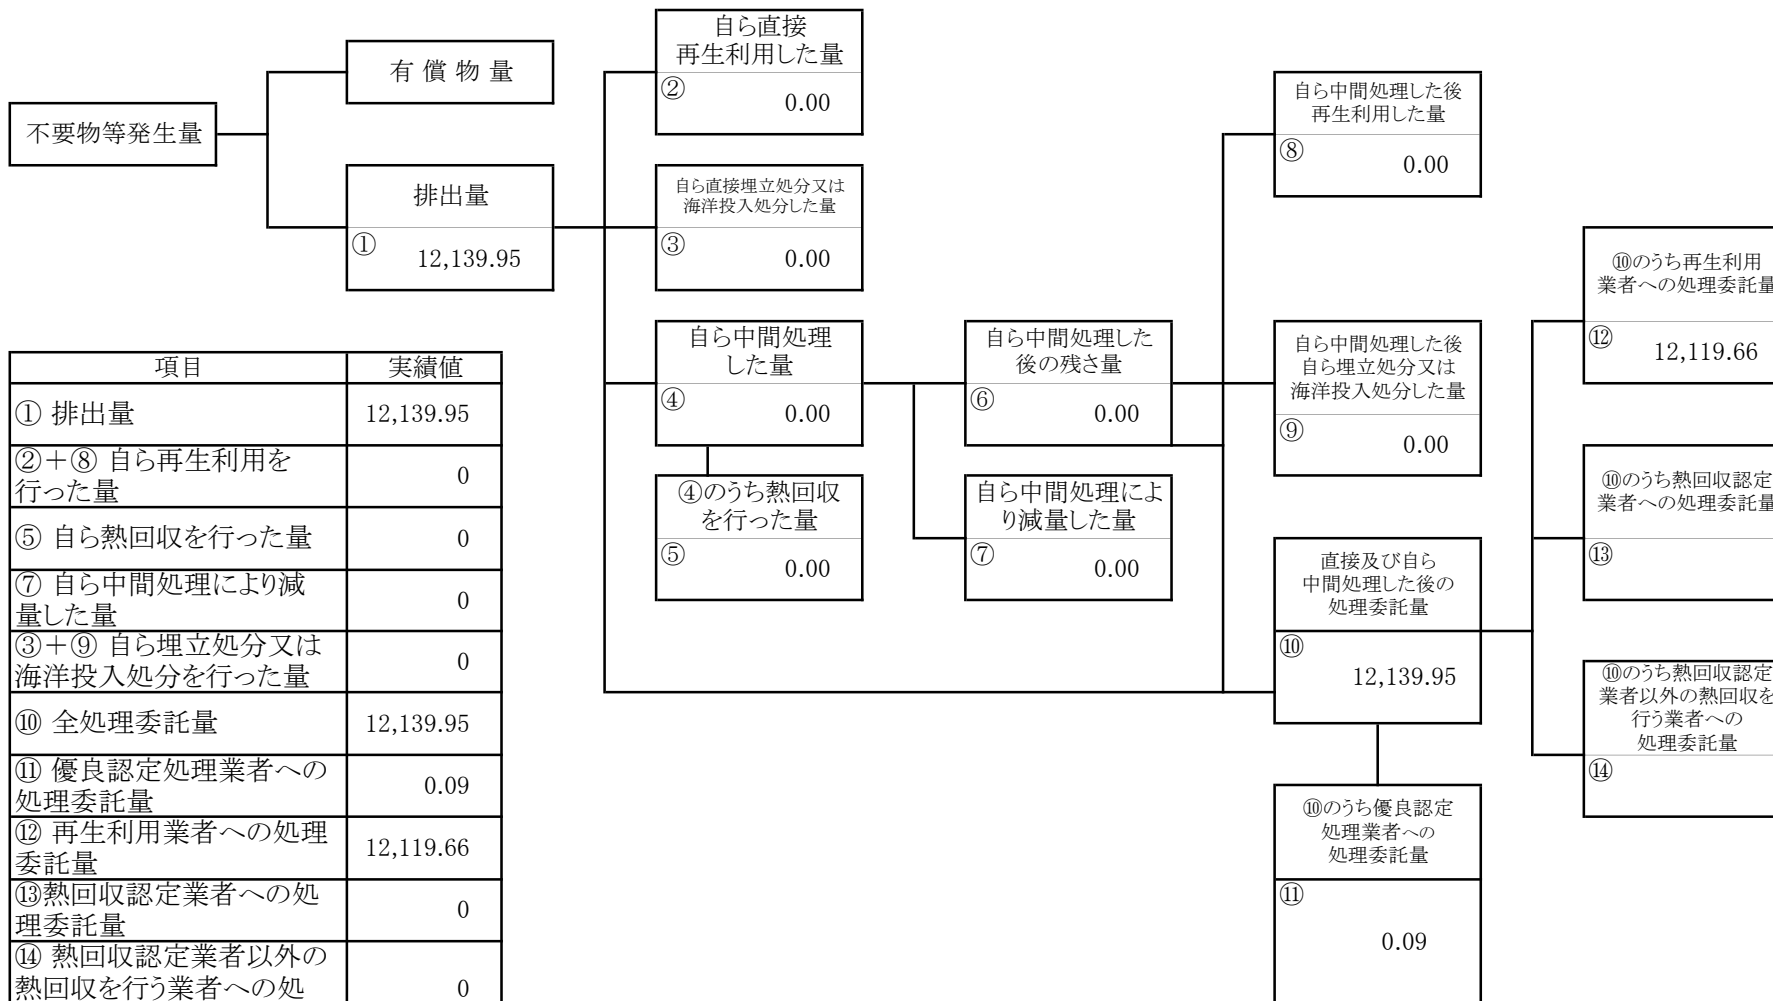 不要物等発生量
有 償 物 量
排出量
①
12,139.95
自ら直接
再生利用した量
②
0.00
自ら直接埋立処分又は
海洋投入処分した量
③
0.00
自ら中間処理
した量
④
0.00
④のうち熱回収
を行った量
⑤
0.00
自ら中間処理した
後の残さ量
⑥
0.00
自ら中間処理によ
り減量した量
⑦
0.00
自ら中間処理した後
再生利用した量
⑧
0.00
自ら中間処理した後
自ら埋立処分又は
海洋投入処分した量
⑨
0.00
直接及び自ら
中間処理した後の
処理委託量
⑩
12,139.95
⑩のうち優良認定
処理業者への
処理委託量
⑪
0.09
⑩のうち再生利用
業者への処理委託量
⑫
12,119.66
⑩のうち熱回収認定
業者への処理委託量
⑬
⑩のうち熱回収認定
業者以外の熱回収を
行う業者への
処理委託量
⑭
項目 実績値
① 排出量 12,139.95
②+⑧ 自ら再生利用を
行った量 0
⑤ 自ら熱回収を行った量 0
⑦ 自ら中間処理により減
量した量 0
③+⑨ 自ら埋立処分又は
海洋投入処分を行った量 0
⑩ 全処理委託量 12,139.95
⑪ 優良認定処理業者への
処理委託量 0.09
⑫ 再生利用業者への処理
委託量 12,119.66
⑬熱回収認定業者への処
理委託量 0
⑭ 熱回収認定業者以外の
熱回収を行う業者への処 0